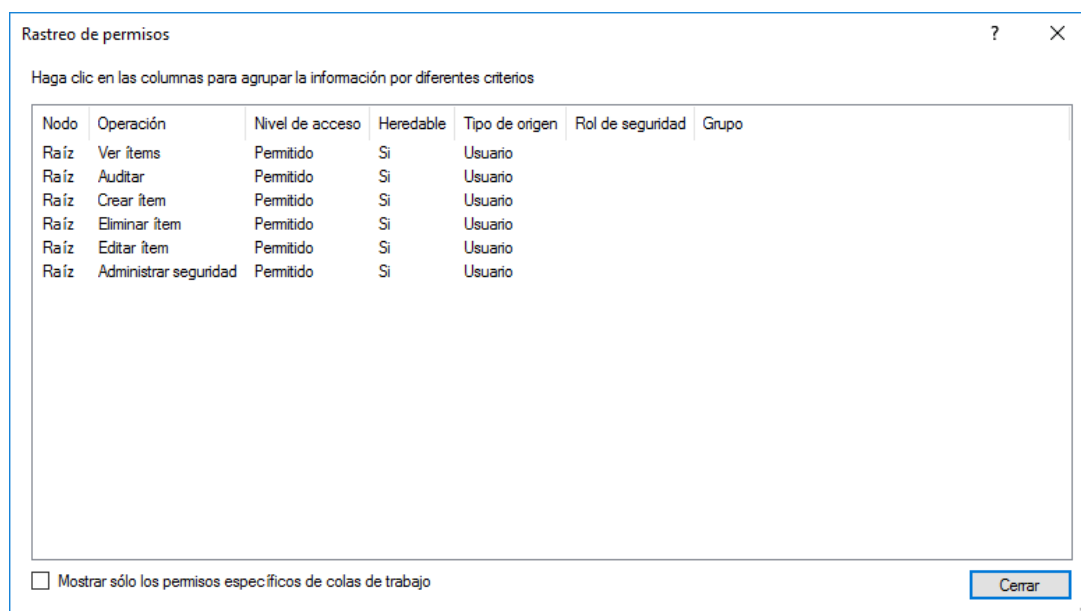 Rastreo de permisos ?
Haga clic en las columnas para agrupar la información por diferentes criterios
Nodo Operación Nivel de acceso Heredable Tipo de origen Rol de seguridad Grupo
Raíz Ver ítems Permitido Si Usuario
Raíz Auditar Permitido Si Usuario
Raíz Crear ítem Permitido Si Usuario
Raíz Eliminar ítem Permitido Si Usuario
Raíz Editar ítem Permitido Si Usuario
Raíz Administrar seguridad Permitido Si Usuario
Mostrar sólo los permisos específicos de colas de trabajo Cerrar